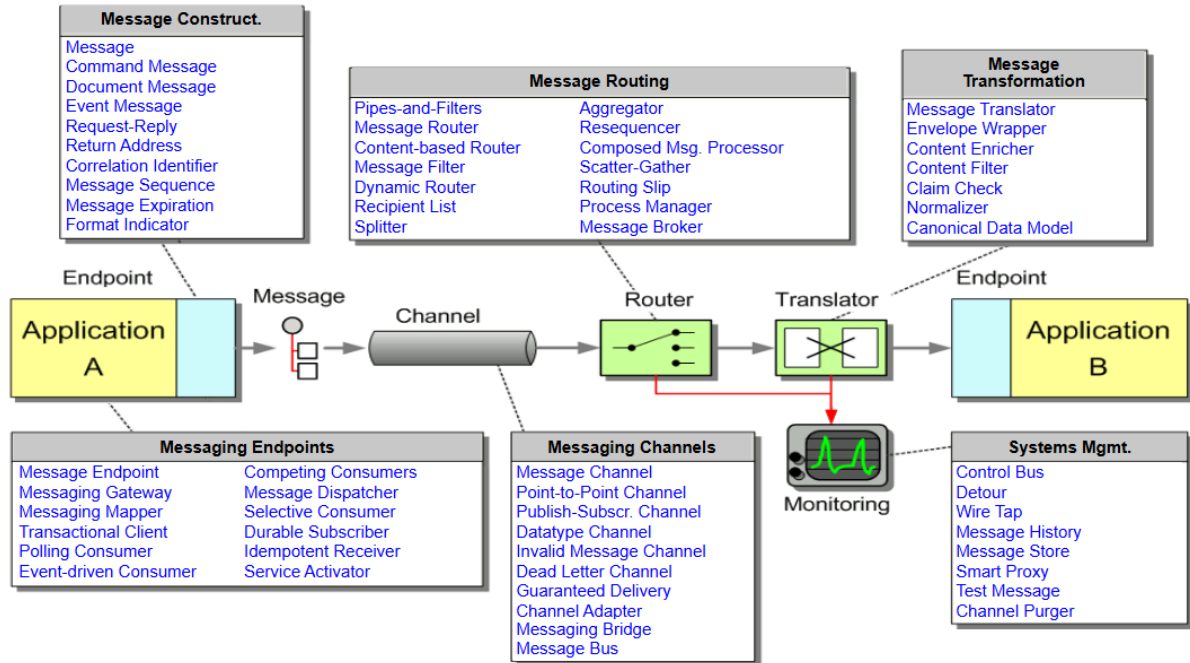 Message Construct.
Message
Command Message
Document Message
Event Message
Request-Reply
Return Address
Correlation Identifier
Message Sequence
Message Expiration
Format Indicator
Message Routing
Pipes-and-Filters
Message Router
Content-based Router
Message Filter
Dynamic Router
Recipient List
Splitter
Aggregator
Resequencer
Composed Msg. Processor
Scatter-Gather
Routing Slip
Process Manager
Message Broker
Message
Transformation
Message Translator
Envelope Wrapper
Content Enricher
Content Filter
Claim Check
Normalizer
Canonical Data Model
Endpoint
Application
A
Message
Channel
Router
Translator
Endpoint
Application
B
Messaging Endpoints
Message Endpoint
Messaging Gateway
Messaging Mapper
Transactional Client
Polling Consumer
Event-driven Consumer
Competing Consumers
Message Dispatcher
Selective Consumer
Durable Subscriber
Idempotent Receiver
Service Activator
Messaging Channels
Message Channel
Point-to-Point Channel
Publish-Subscr. Channel
Datatype Channel
Invalid Message Channel
Dead Letter Channel
Guaranteed Delivery
Channel Adapter
Messaging Bridge
Message Bus
Monitoring
Systems Mgmt.
Control Bus
Detour
Wire Tap
Message History
Message Store
Smart Proxy
Test Message
Channel Purger